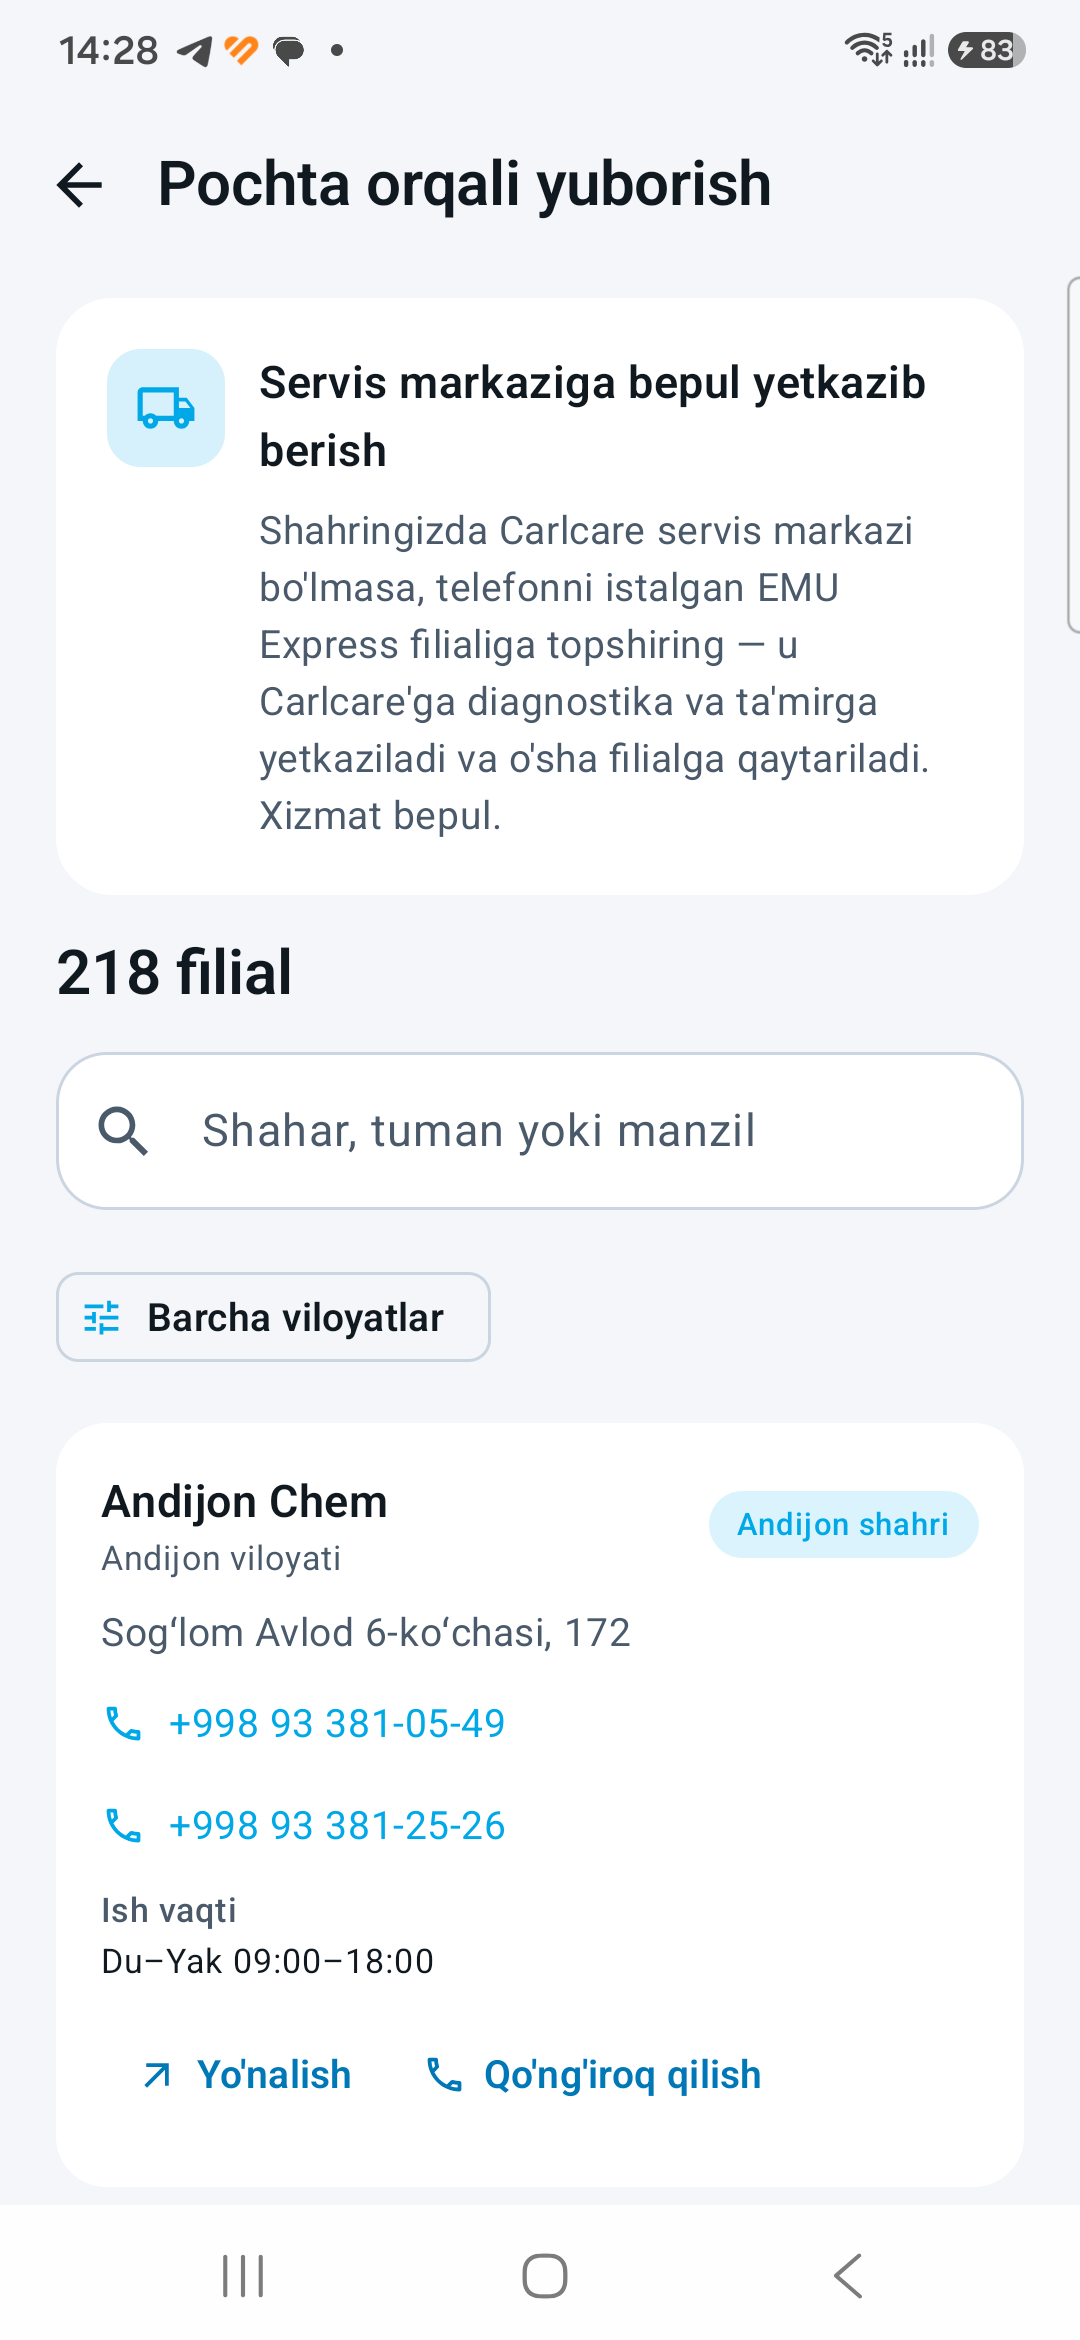 14:28
5
83
Pochta orqali yuborish
Servis markaziga bepul yetkazib
berish
Shahringizda Carlcare servis markazi
bo'lmasa, telefonni istalgan EMU
Express filialiga topshiring — u
Carlcare'ga diagnostika va ta'mirga
yetkaziladi va o'sha filialga qaytariladi.
Xizmat bepul.
218 filial
Shahar, tuman yoki manzil
Barcha viloyatlar
Andijon Chem
Andijon shahri
Andijon viloyati
Sog‘lom Avlod 6-ko‘chasi, 172
+998 93 381-05-49
+998 93 381-25-26
Ish vaqti
Du–Yak 09:00–18:00
Yo'nalish
Qo'ng'iroq qilish